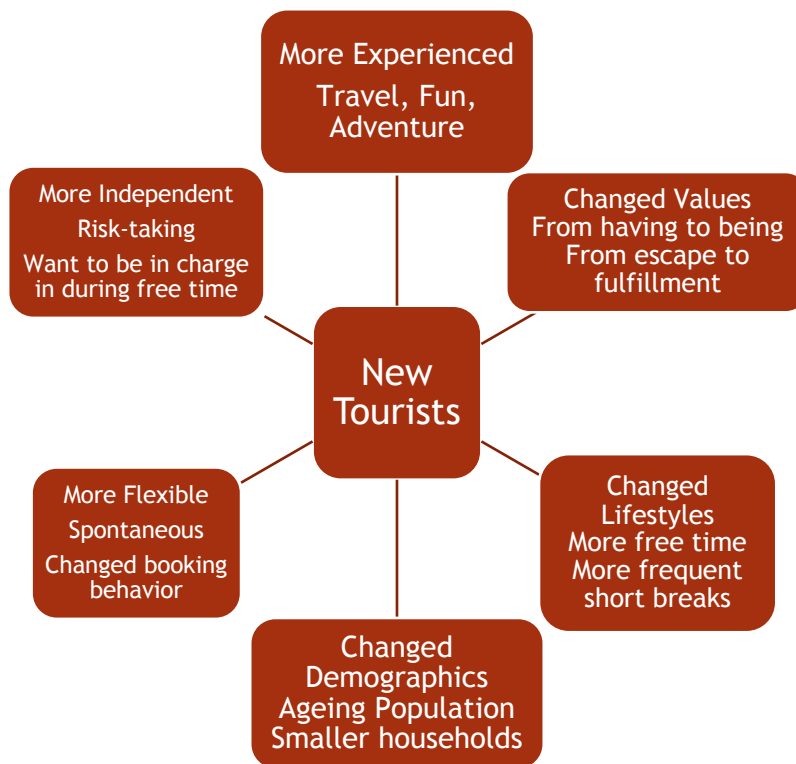 More Experienced
Travel, Fun,
Adventure
More Independent
Risk-taking
Want to be in charge
in during free time
Changed Values
From having to being
From escape to
fulfillment
New
Tourists
More Flexible
Spontaneous
Changed booking
behavior
Changed
Lifestyles
More free time
More frequent
short breaks
Changed
Demographics
Ageing Population
Smaller households